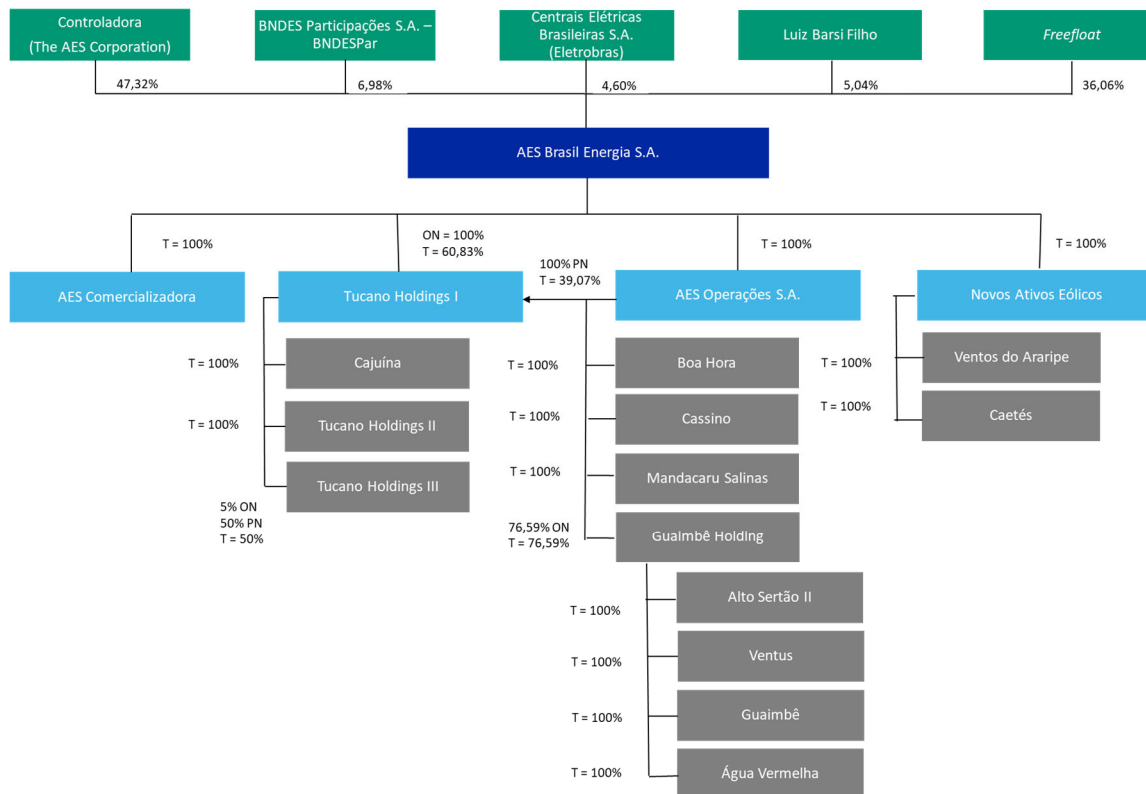 Controladora
(The AES Corporation)
BNDES Participações S.A. –
BNDESPar
Centrais Elétricas
Brasileiras S.A.
(Eletrobras)
Luiz Barsi Filho
Freefloat
47,32%
6,98%
4,60%
5,04%
36,06%
AES Brasil Energia S.A.
T = 100%
ON = 100%
T = 60,83%
100% PN
T = 39,07%
T = 100%
T = 100%
AES Comercializadora
Tucano Holdings I
AES Operações S.A.
Novos Ativos Eólicos
T = 100%
Cajuína
T = 100%
Boa Hora
T = 100%
Ventos do Araripe
T = 100%
Tucano Holdings II
T = 100%
Cassino
T = 100%
Caetés
Tucano Holdings III
T = 100%
Mandacaru Salinas
5% ON
50% PN
T = 50%
76,59% ON
T = 76,59%
Guaimbê Holding
T = 100%
Alto Sertão II
T = 100%
Ventus
T = 100%
Guaimbê
T = 100%
Água Vermelha